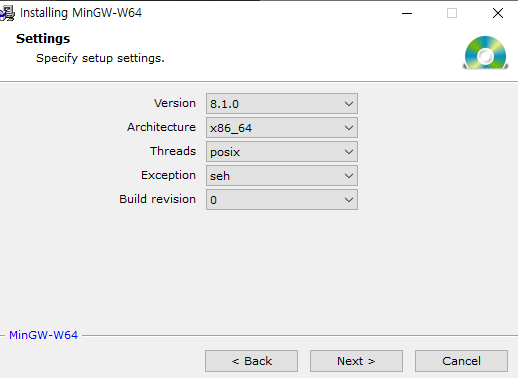 Installing MinGW-W64
Settings
Specify setup settings.
Version 8.1.0
Architecture x86_64
Threads posix
Exception seh
Build revision 0
MinGW-W64
< Back Next > Cancel